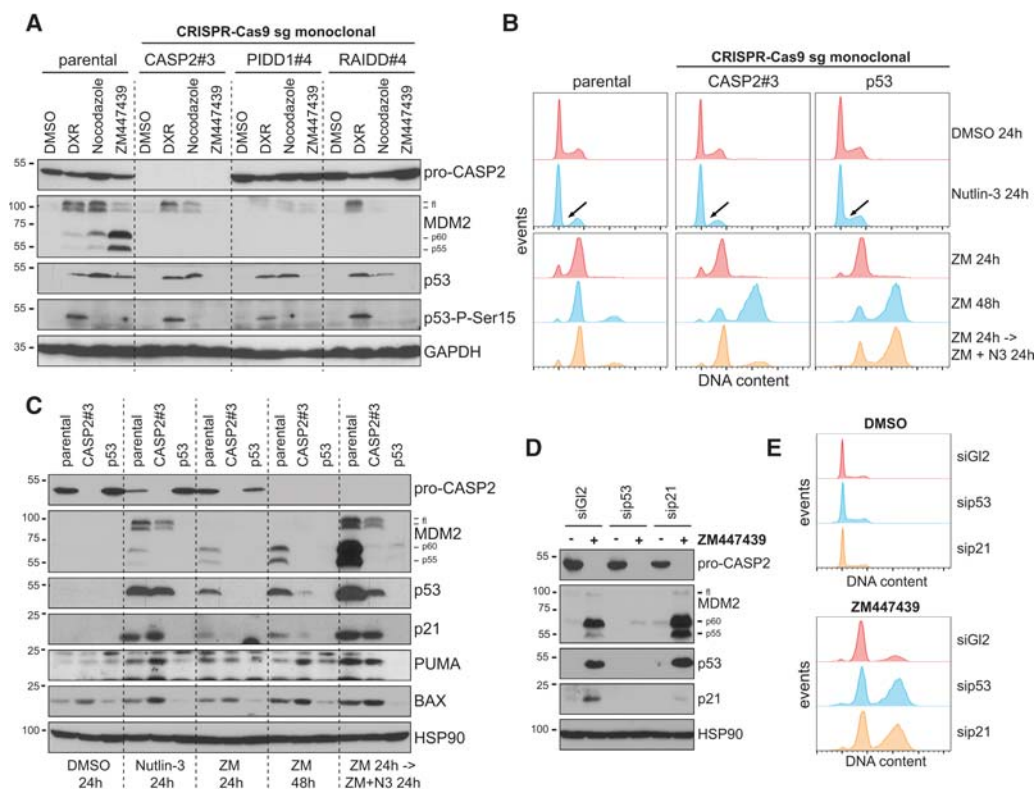 A
CRISPR-Cas9 sg monoclonal
parental CASP2#3 PIDD1#4 RAIDD#4
DMSO DXR Nocodazole ZM447439 DMSO DXR Nocodazole ZM447439 DMSO DXR Nocodazole ZM447439 DMSO DXR Nocodazole ZM447439
55 pro-CASP2
100 fl
MDM2
75 p60
55 p55
55 p53
55 p53-P-Ser15
35 GAPDH
B
CRISPR-Cas9 sg monoclonal
parental CASP2#3 p53
DMSO 24h
Nutlin-3 24h
events
ZM 24h
ZM 48h
ZM 24h ->
ZM + N3 24h
DNA content
C
parental CASP2#3 p53 parental CASP2#3 p53 parental CASP2#3 p53 parental CASP2#3 p53 parental CASP2#3 p53
55 pro-CASP2
100 fl
MDM2
75 p60
55 p55
55 p53
25 p21
25 PUMA
25 BAX
100 HSP90
DMSO Nutlin-3 ZM ZM ZM 24h ->
24h 24h 24h 48h ZM+N3 24h
D
siGl2 sip53 sip21
- + - + - + ZM447439
55 pro-CASP2
100 fl
75 MDM2
p60
55 p55
55 p53
25 p21
100 HSP90
E
DMSO
siGl2
events
sip53
sip21
DNA content
ZM447439
siGl2
events
sip53
sip21
DNA content